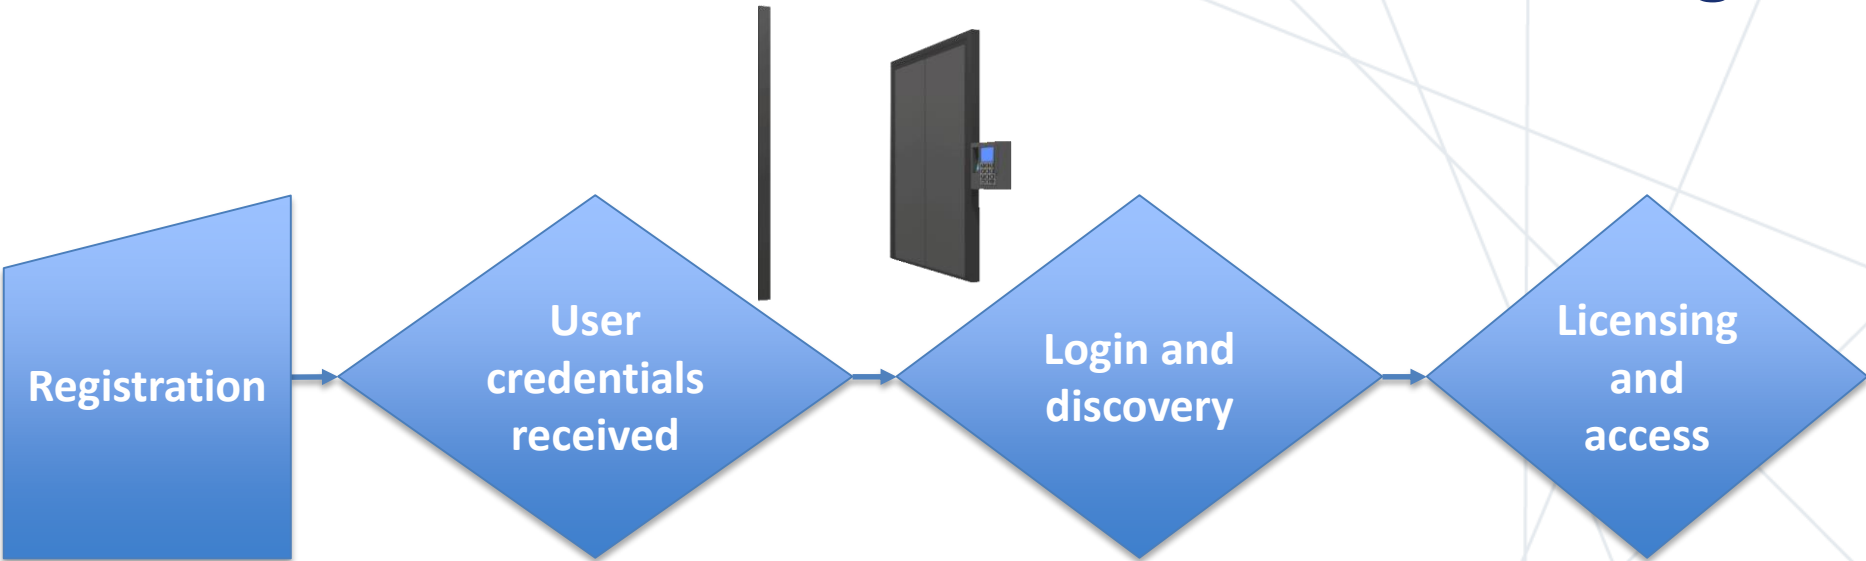 Registration
User
credentials
received
Login and
discovery
Licensing
and
access